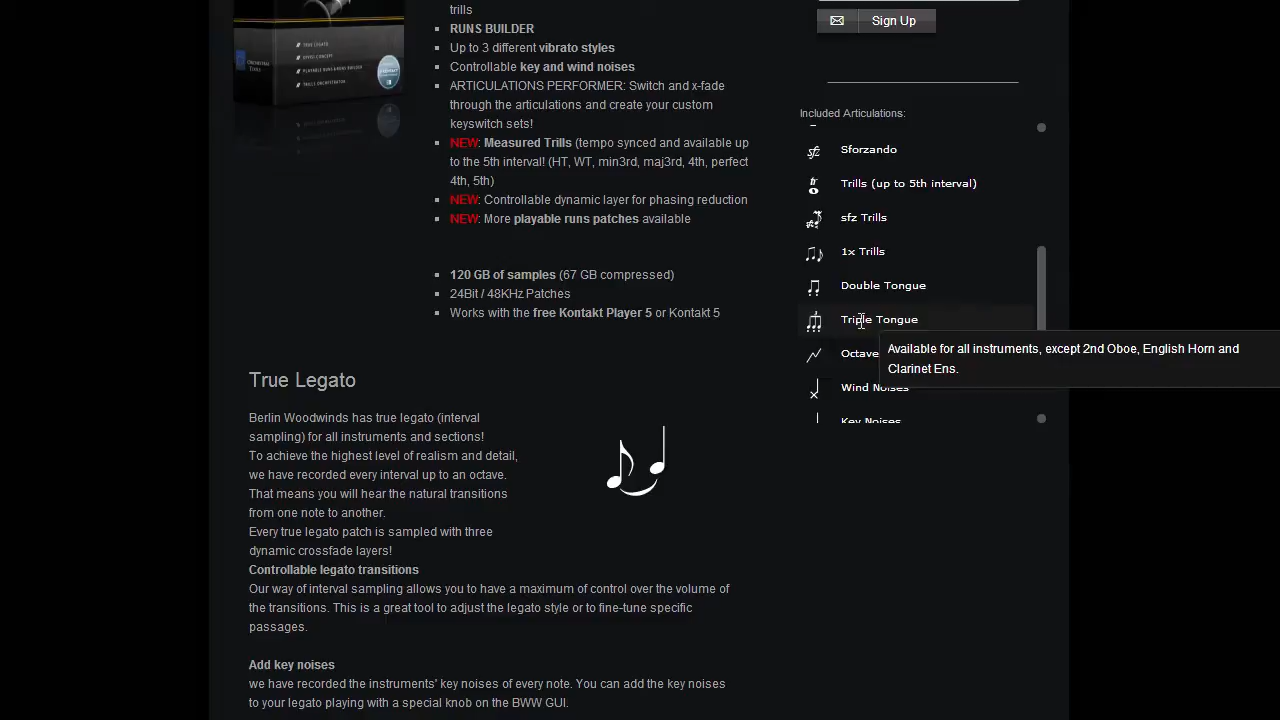 trills
RUNS BUILDER
Up to 3 different vibrato styles
Controllable key and wind noises
ARTICULATIONS PERFORMER: Switch and x-fade
through the articulations and create your custom
keyswitch sets!
NEW: Measured Trills (tempo synced and available up
to the 5th interval! (HT, WT, min3rd, maj3rd, 4th, perfect
4th, 5th)
NEW: Controllable dynamic layer for phasing reduction
NEW: More playable runs patches available
120 GB of samples (67 GB compressed)
24Bit / 48KHz Patches
Works with the free Kontakt Player 5 or Kontakt 5
True Legato
Berlin Woodwinds has true legato (interval
sampling) for all instruments and sections!
To achieve the highest level of realism and detail,
we have recorded every interval up to an octave.
That means you will hear the natural transitions
from one note to another.
Every true legato patch is sampled with three
dynamic crossfade layers!
Controllable legato transitions
Our way of interval sampling allows you to have a maximum of control over the volume of
the transitions. This is a great tool to adjust the legato style or to fine-tune specific
passages.
Add key noises
we have recorded the instruments' key noises of every note. You can add the key noises
to your legato playing with a special knob on the BWW GUI.
Sign Up
Included Articulations:
Sforzando
Trills (up to 5th interval)
sfz Trills
1x Trills
Double Tongue
Triple Tongue
Octave
Wind Noises
Key Noises
Available for all instruments, except 2nd Oboe, English Horn and
Clarinet Ens.